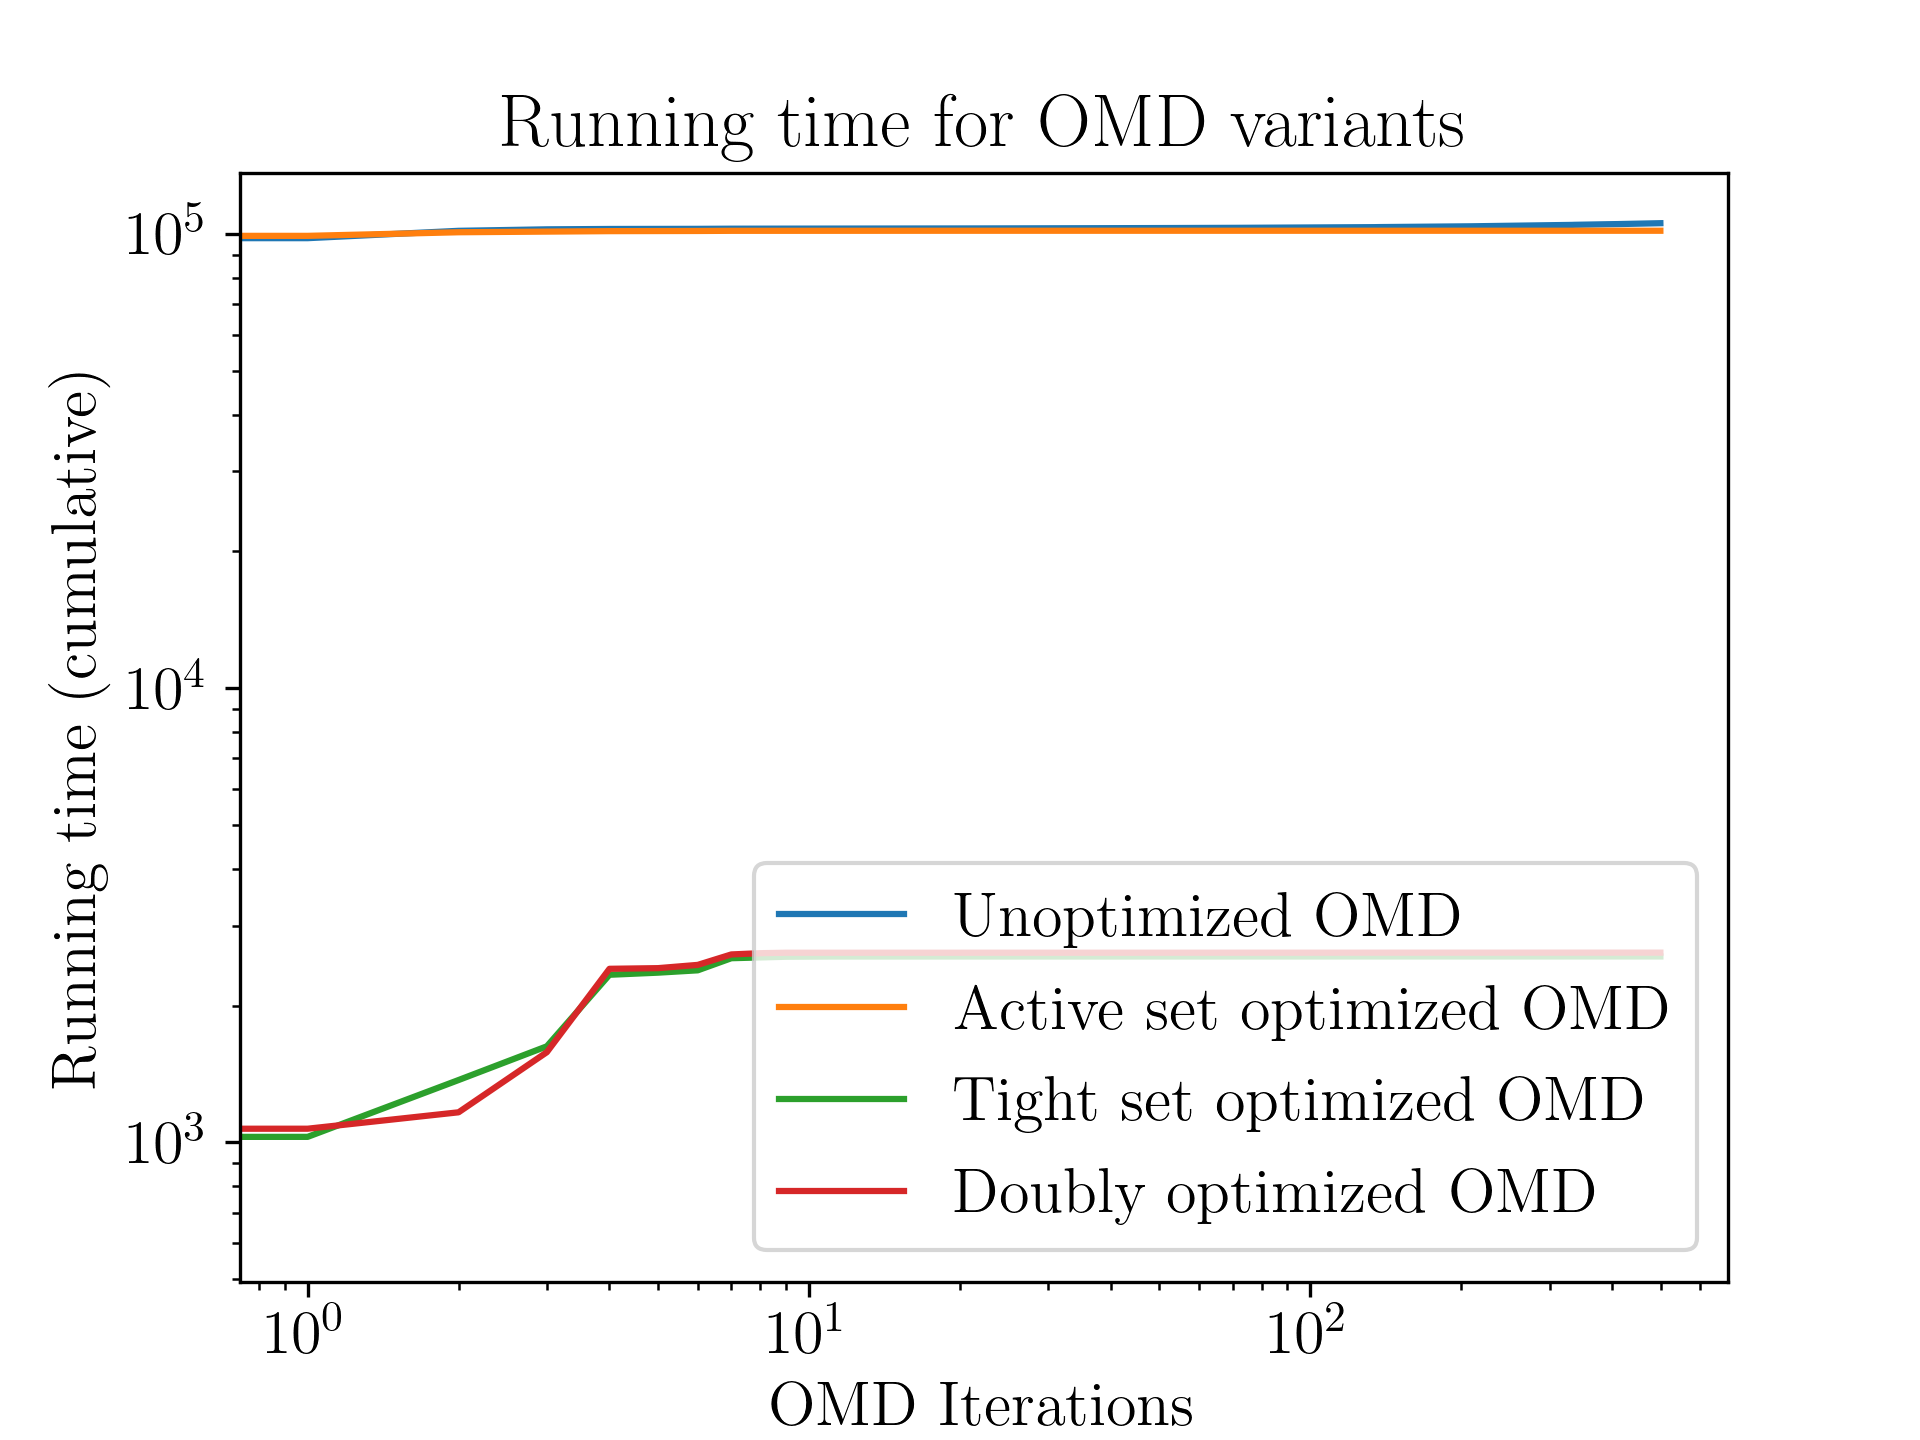 Running time for OMD variants
Running time (cumulative)
10^5
10^4
10^3
Unoptimized OMD
Active set optimized OMD
Tight set optimized OMD
Doubly optimized OMD
10^0 10^1 10^2
OMD Iterations